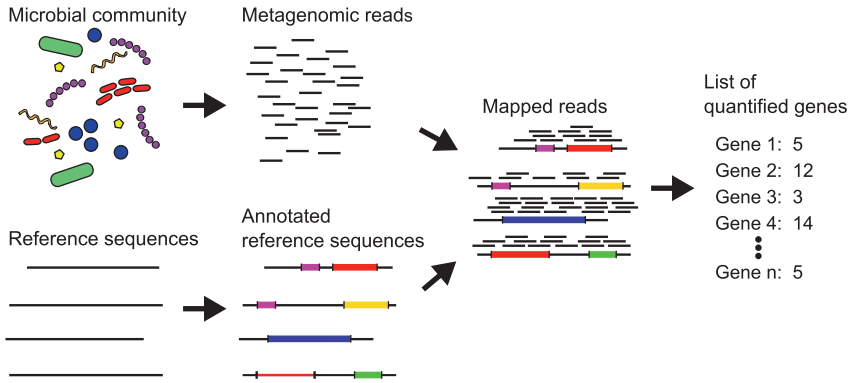 Microbial community
Metagenomic reads
Mapped reads
List of
quantified genes
Gene 1: 5
Gene 2: 12
Gene 3: 3
Gene 4: 14
Gene n: 5
Reference sequences
Annotated
reference sequences